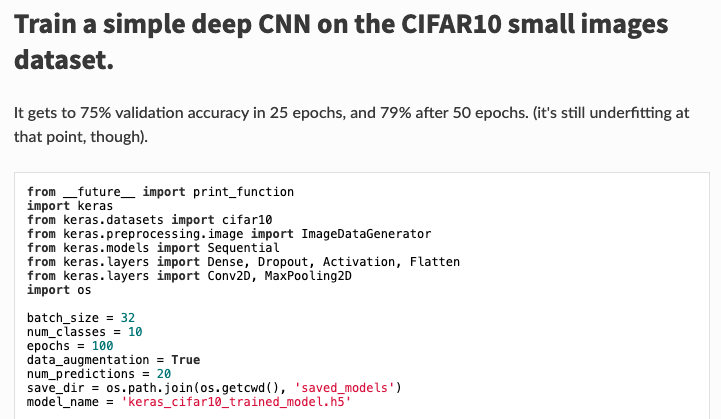 Train a simple deep CNN on the CIFAR10 small images
dataset.
It gets to 75% validation accuracy in 25 epochs, and 79% after 50 epochs. (it's still underfitting at
that point, though).
from __future__ import print_function
import keras
from keras.datasets import cifar10
from keras.preprocessing.image import ImageDataGenerator
from keras.models import Sequential
from keras.layers import Dense, Dropout, Activation, Flatten
from keras.layers import Conv2D, MaxPooling2D
import os
batch_size = 32
num_classes = 10
epochs = 100
data_augmentation = True
num_predictions = 20
save_dir = os.path.join(os.getcwd(), 'saved_models')
model_name = 'keras_cifar10_trained_model.h5'